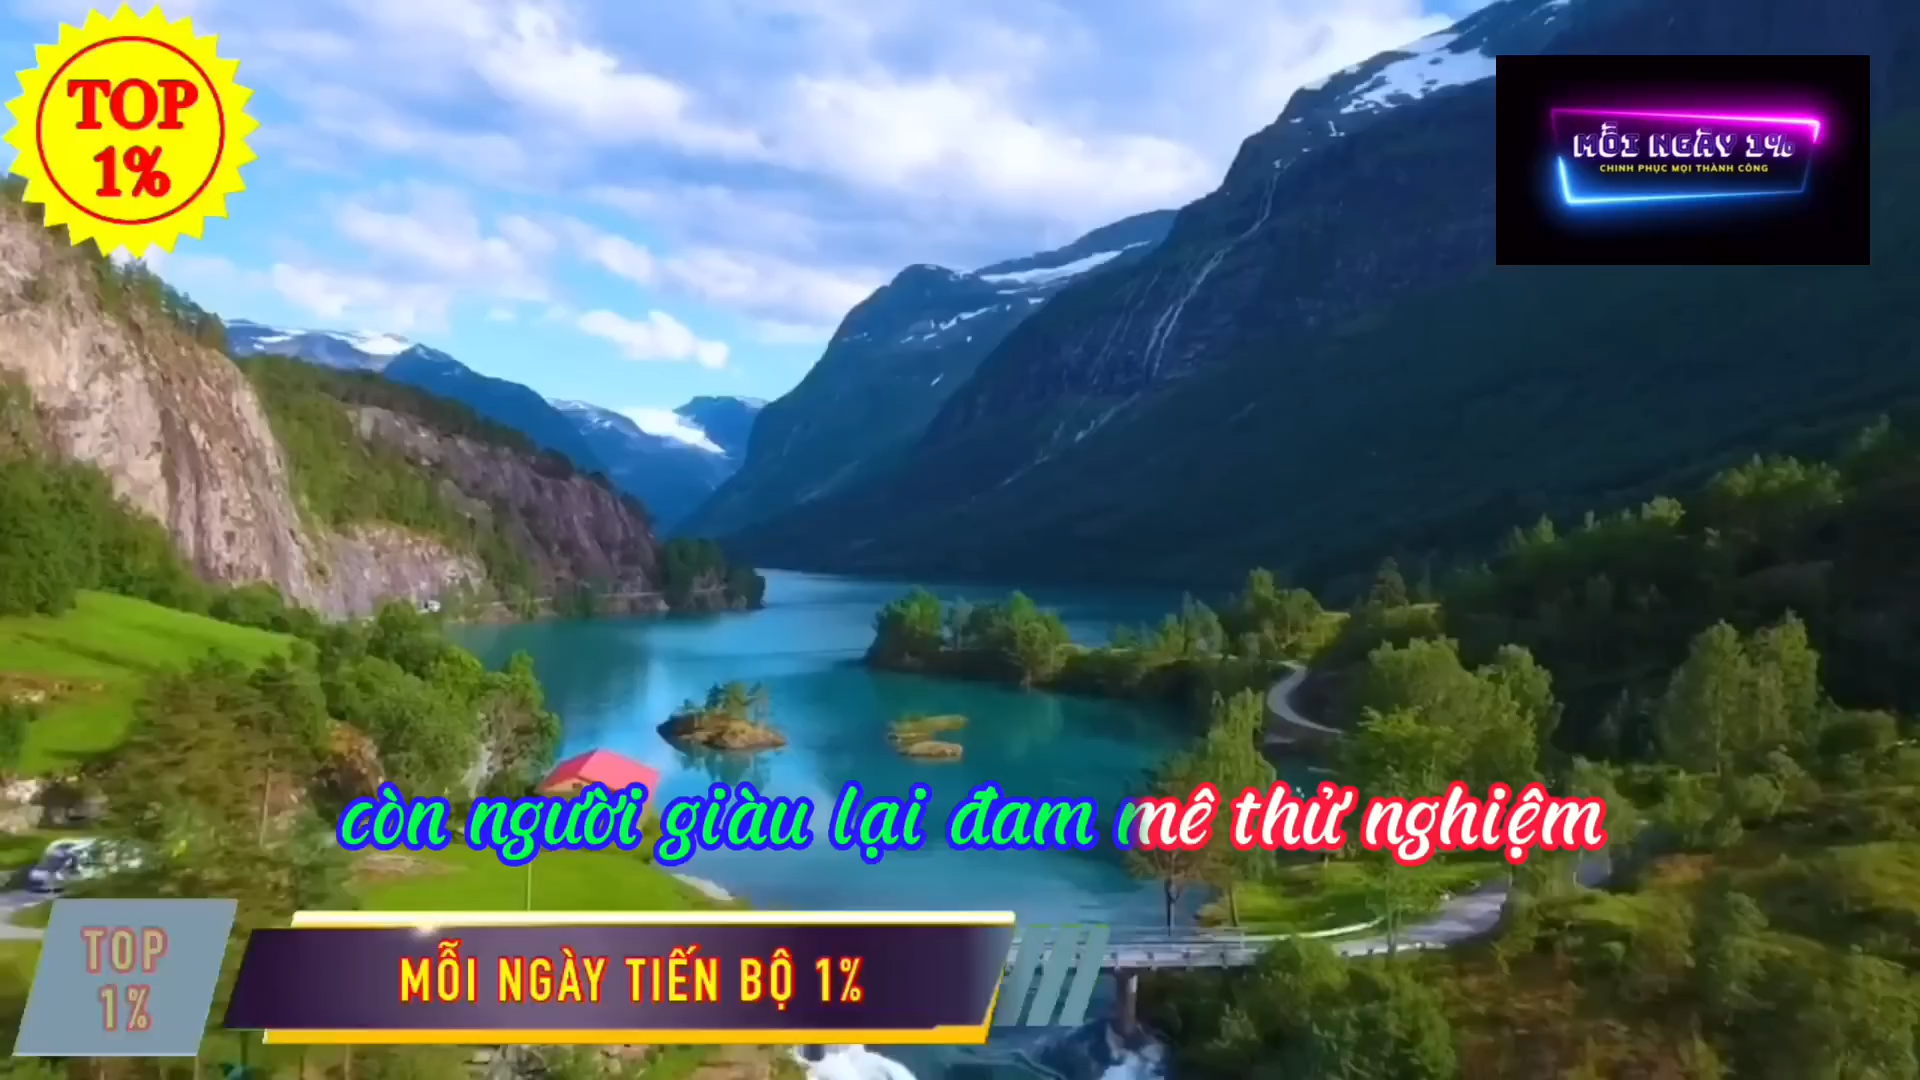 TOP
1%
MỖI NGÀY 1%
CHINH PHỤC MỌI THÀNH CÔNG
còn người giàu lại đam mê thử nghiệm
TOP
1%
MỖI NGÀY TIẾN BỘ 1%